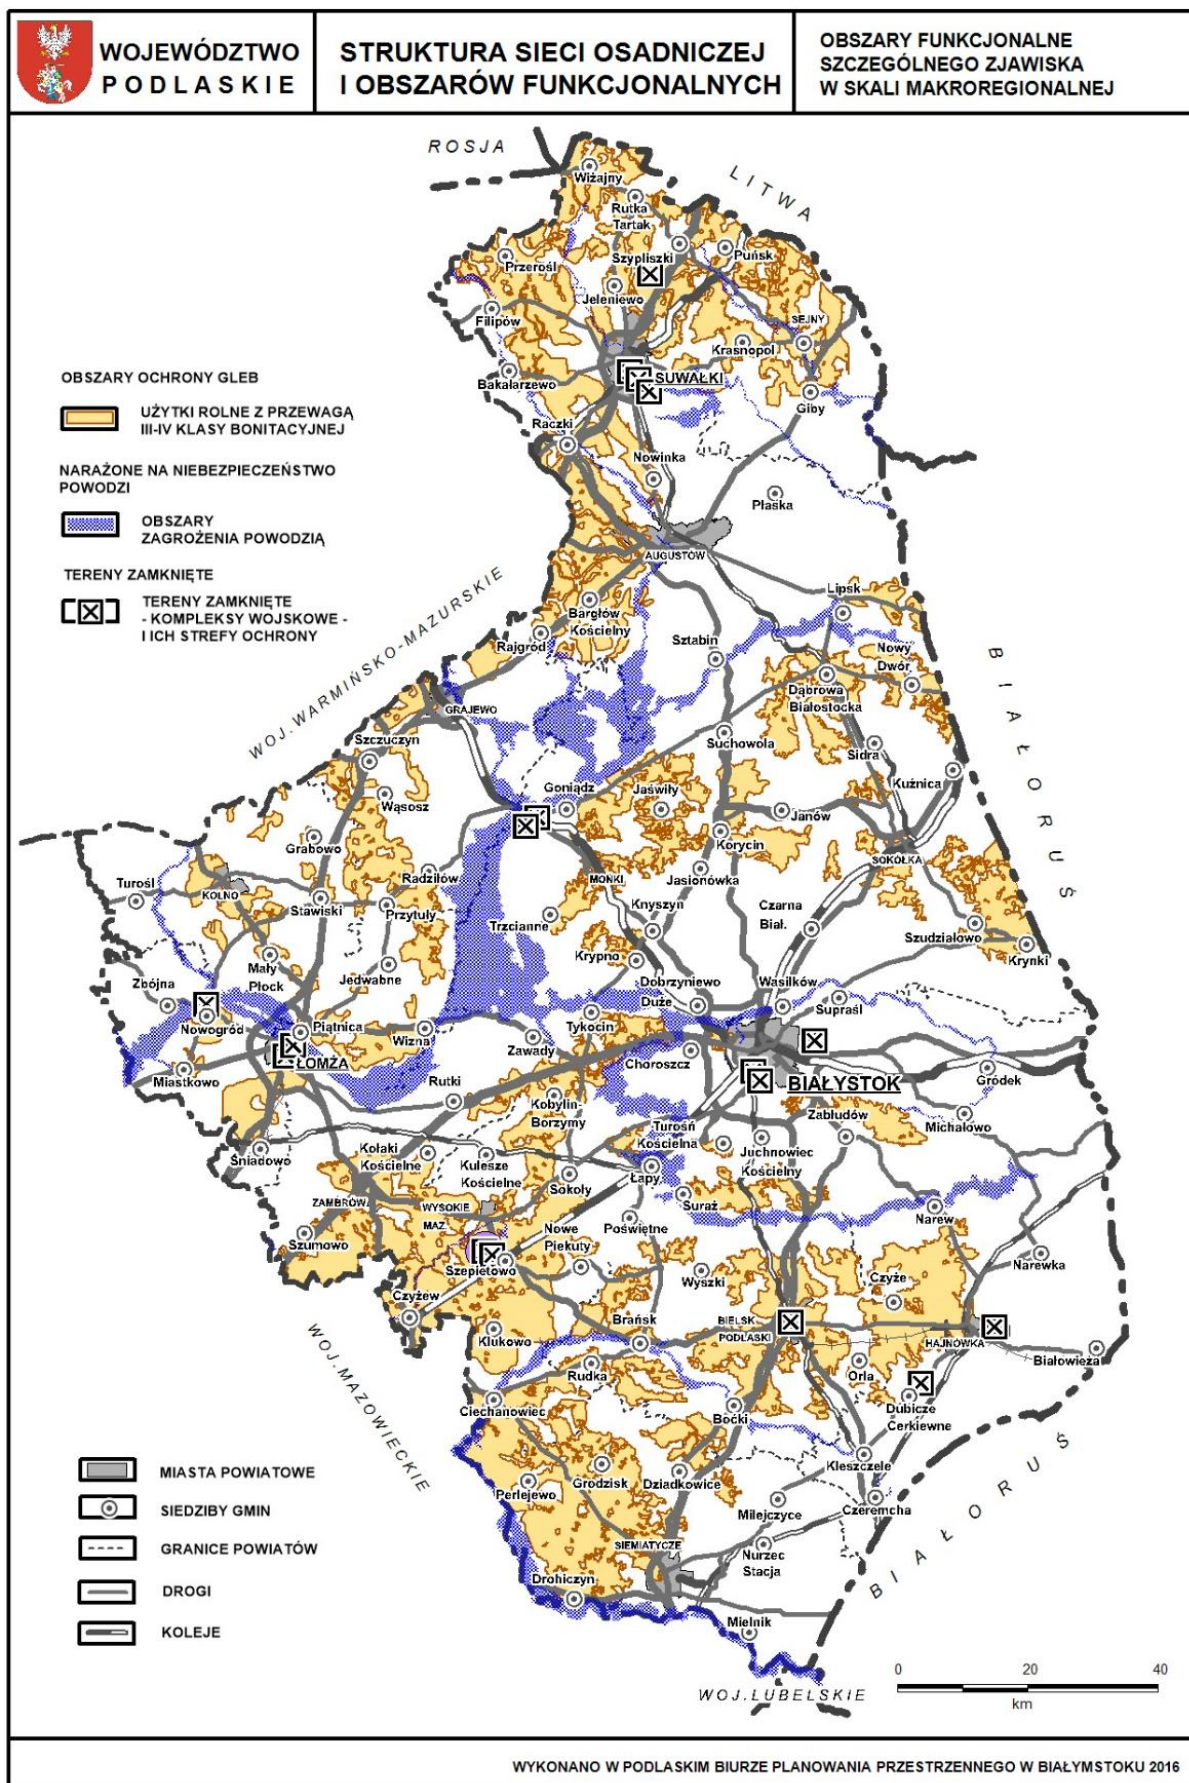 WOJEWÓDZTWO
PODLASKIE
STRUKTURA SIECI OSADNICZEJ
I OBSZARÓW FUNKCJONALNYCH
OBSZARY FUNKCJONALNE
SZCZEGÓLNEGO ZJAWISKA
W SKALI MAKROREGIONALNEJ
ROSJA
LITWA
Wiżajny
Rutka
Tartak
Szypliszki
Puńsk
Przerośl
Jeleniewo
Filipów
SEJNY
Krasnopol
OBSZARY OCHRONY GLEB
Bakałarzewo
SUWAŁKI
Giby
UŻYTKI ROLNE Z PRZEWAGĄ
III-IV KLASY BONITACYJNEJ
Raczki
Nowinka
NARAŻONE NA NIEBEZPIECZEŃSTWO
POWODZI
Płaska
OBSZARY
ZAGROŻENIA POWODZIĄ
AUGUSTÓW
TERENY ZAMKNIĘTE
TERENY ZAMKNIĘTE
- KOMPLEKSY WOJSKOWE -
I ICH STREFY OCHRONY
Lipsk
Bargłów
Kościelny
Rajgród
Sztabin
Nowy
Dwór
WOJ.WARMIŃSKO-MAZURSKIE
BIAŁORUŚ
Dąbrowa
Białostocka
GRAJEWO
Szczuczyn
Suchowola
Sidra
Kuźnica
Goniądz
Jaświły
Wąsosz
Janów
Grabowo
Korycin
SOKÓŁKA
Radziłów
MOŃKI
Jasionówka
Turośl
KOLNO
Stawiski
Przytuły
Trzcianne
Knyszyn
Czarna
Biał.
Szudziałowo
Krynki
Krypno
Mały
Płock
Jedwabne
Zbójna
Dobrzyniewo
Duże
Wasilków
Supraśl
Nowogród
Piątnica
Wizna
Tykocin
Zawady
Choroszcz
ŁOMŻA
Miastkowo
Rutki
BIAŁYSTOK
Gródek
Kobylin-
Borzymy
Zabłudów
Michałowo
Turośń
Kościelna
Juchnowiec
Kościelny
Śniadowo
Kołaki
Kościelne
Kulesze
Kościelne
Sokoły
Łapy
Suraż
ZAMBRÓW
WYSOKIE
MAZ.
Narew
Nowe
Piekuty
Poświętne
Szumowo
Szepietowo
Narewka
Wyszki
Czyże
Czyżew
Klukowo
Brańsk
BIELSK
PODLASKI
HAJNÓWKA
Białowieża
WOJ.MAZOWIECKIE
Rudka
Orla
Dubicze
Cerkiewne
Ciechanowiec
Boćki
MIASTA POWIATOWE
Kleszczele
Grodzisk
Dziadkowice
Perlejewo
SIEDZIBY GMIN
Milejczyce
Czeremcha
BIAŁORUŚ
GRANICE POWIATÓW
SIEMIATYCZE
Nurzec
Stacja
DROGI
Drohiczyn
KOLEJE
Mielnik
WOJ.LUBELSKIE
0 20 40
km
WYKONANO W PODLASKIM BIURZE PLANOWANIA PRZESTRZENNEGO W BIAŁYMSTOKU 2016